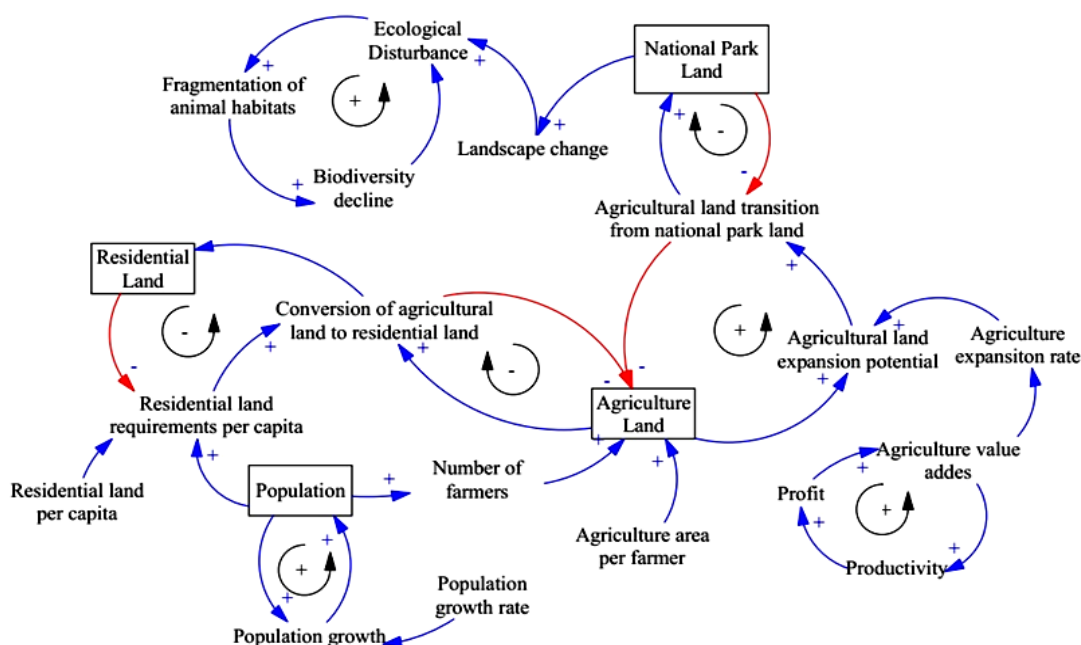 Ecological
Disturbance
National Park
Land
+
+
Fragmentation of
animal habitats
+
+
+
-
Landscape change
+
Biodiversity
decline
-
Agricultural land transition
from national park land
Residential
Land
+
Conversion of agricultural
land to residential land
-
+
+
Agricultural land
expansion potential
+
Agriculture
expansiton rate
+
+
-
-
-
-
+
Residential land
requirements per capita
Agriculture
Land
+
+
+
+
Agriculture value
addes
Number of
farmers
Population
+
Residential land
per capita
Profit
+
+
Agriculture area
per farmer
+
+
+
Productivity
+
+
Population
growth rate
Population growth